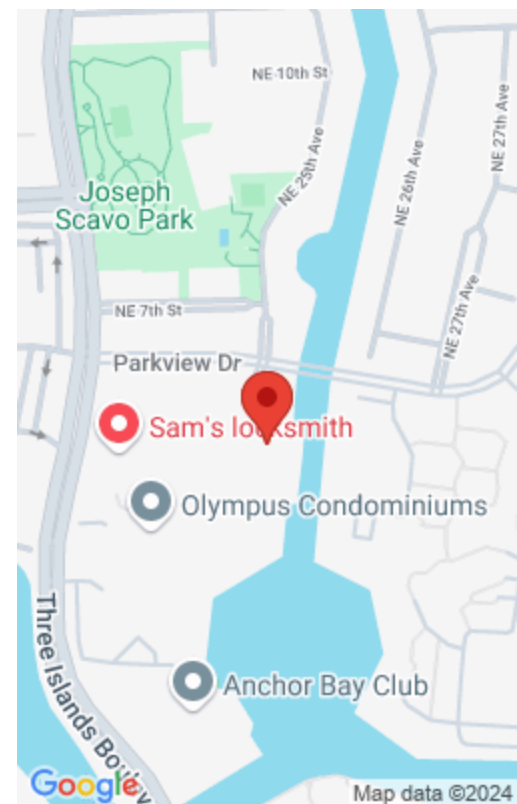 NE 10th St
NE 25th Ave
NE 26th Ave
NE 27th Ave
Joseph
Scavo Park
NE 7th St
NE 27th Ave
Parkview Dr
Sam's locksmith
Olympus Condominiums
Three Islands Boulev
Anchor Bay Club
Google
Map data ©2024